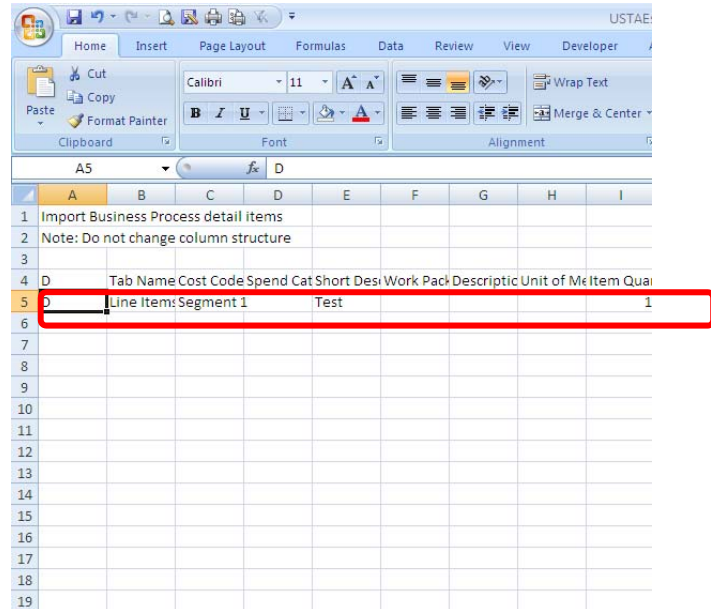 USTAE
Home Insert Page Layout Formulas Data Review View Developer
Cut
Copy
Format Painter
Paste
Calibri 11 A A
B I U A
Wrap Text
Merge & Center
Clipboard Font Alignment
A5 fx D
A B C D E F G H I
1 Import Business Process detail items
2 Note: Do not change column structure
3
4 D Tab Name Cost Code Spend Cat Short Des Work Pack Descriptic Unit of Me Item Quan
5 D Line Items Segment 1 Test 1
6
7
8
9
10
11
12
13
14
15
16
17
18
19